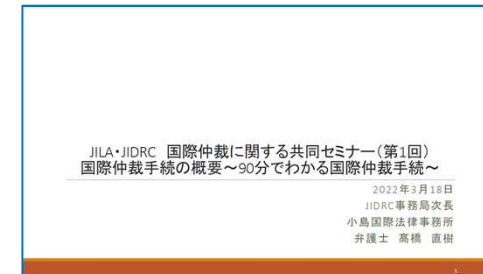 JILA・JIDRC 国際仲裁に関する共同セミナー(第1回)
国際仲裁手続の概要～90分でわかる国際仲裁手続～
2022年3月18日
JIDRC事務局次長
小島国際法律事務所
弁護士 髙橋 直樹
1